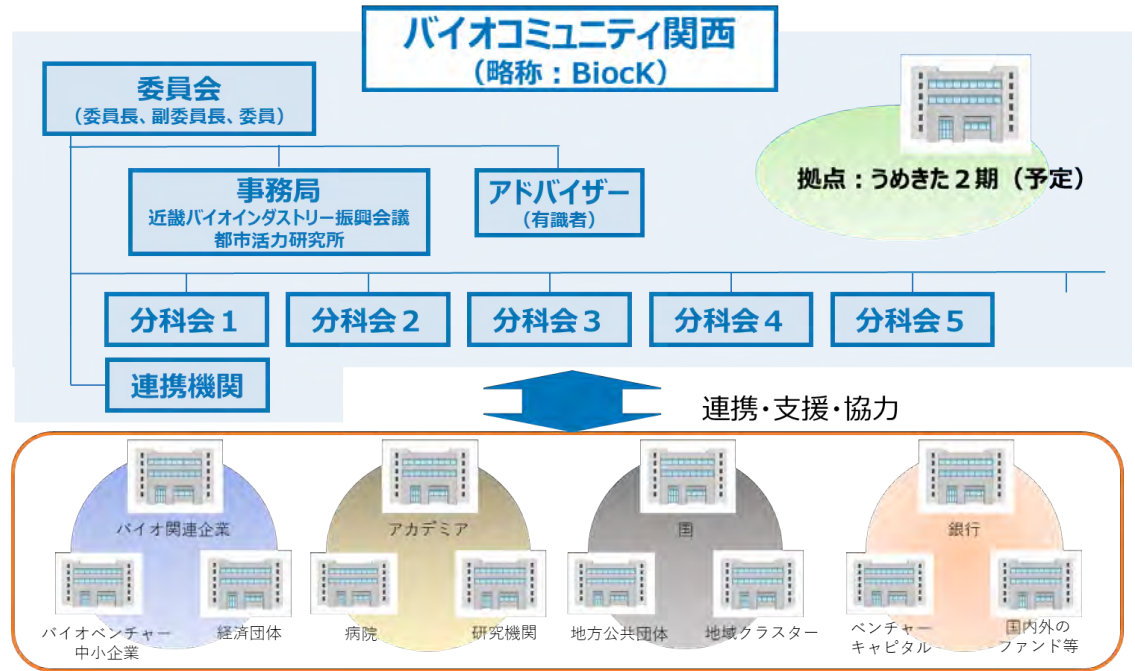 バイオコミュニティ関西
(略称：BiocK)
委員会
(委員長、副委員長、委員)
事務局
近畿バイオインダストリー振興会議
都市活力研究所
アドバイザー
(有識者)
拠点：うめきた２期（予定）
分科会１
分科会２
分科会３
分科会４
分科会５
連携機関
連携・支援・協力
バイオ関連企業
バイオベンチャー
中小企業
経済団体
アカデミア
病院
研究機関
国
地方公共団体
地域クラスター
銀行
ベンチャー
キャピタル
国内外の
ファンド等